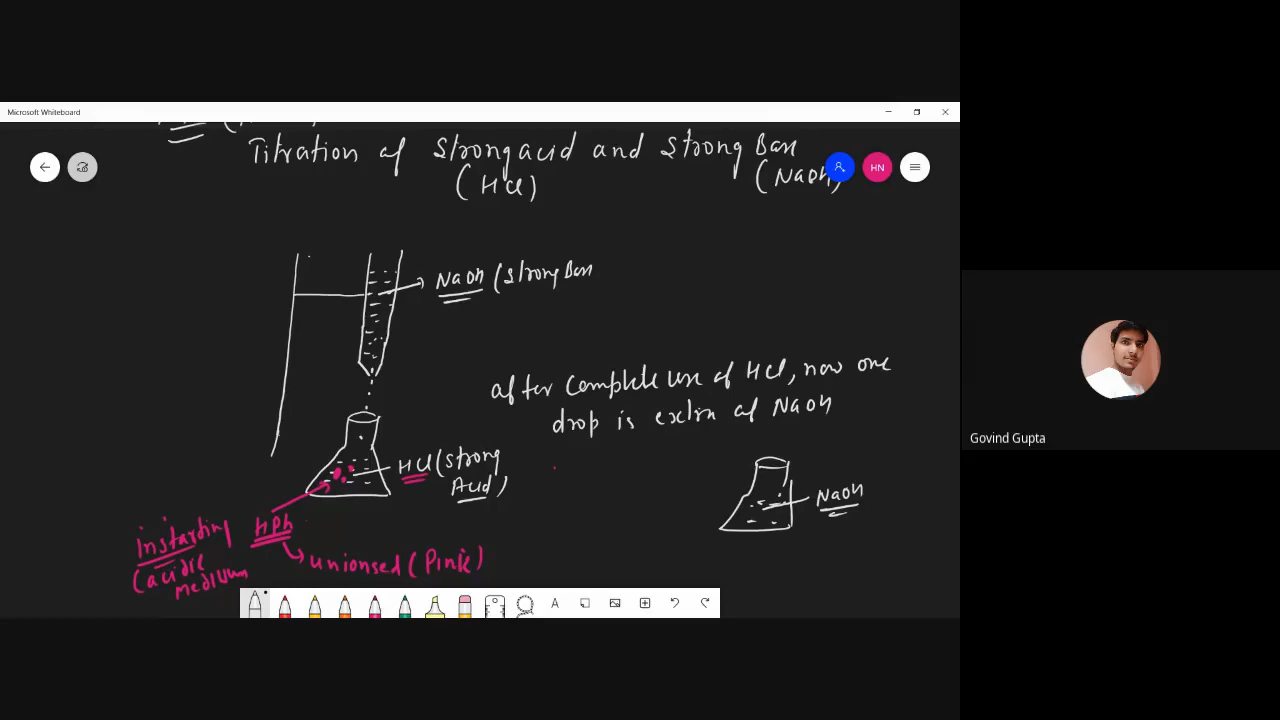 Microsoft Whiteboard
Titration of Strong acid and Strong Base
(HCl)
(NaOH)
HN
NaOH (Strong Base
after complete use of HCl, now one
drop is extra of NaOH
HCl (Strong
Acid)
NaOH
instarting
(acidic
medium
HPh
unionsed (Pink)
A
Govind Gupta